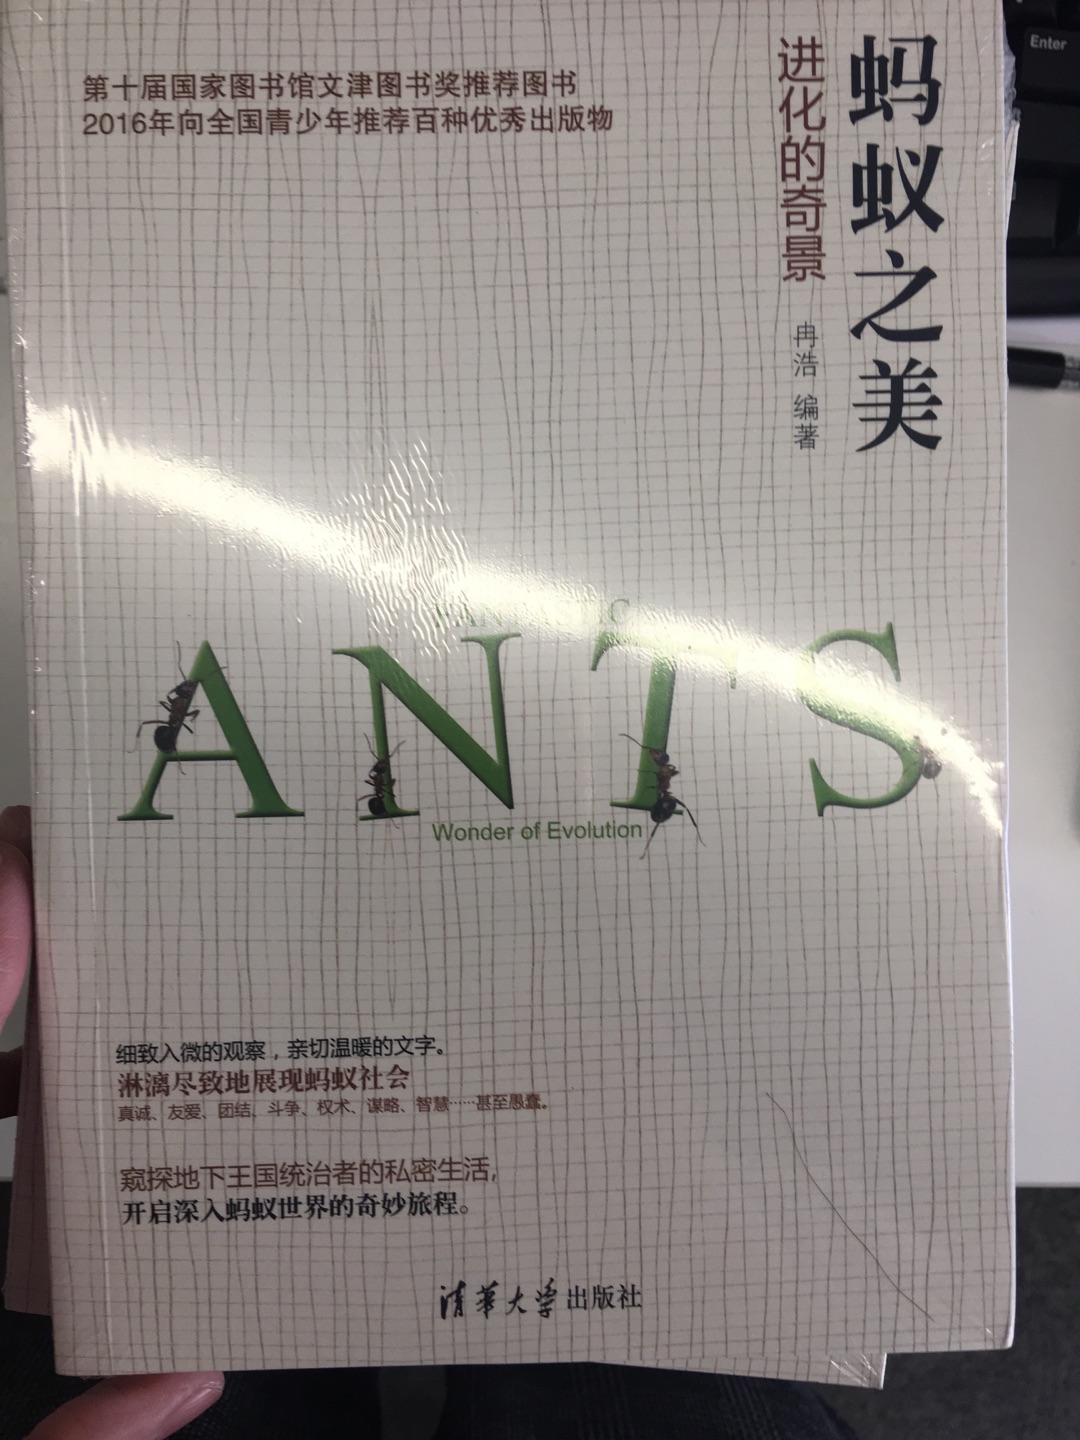 第十届国家图书馆文津图书奖推荐图书
2016年向全国青少年推荐百种优秀出版物
蚂蚁之美
进化的奇景
冉浩 编著
Enter
ANTS
Wonder of Evolution
细致入微的观察，亲切温暖的文字。
淋漓尽致地展现蚂蚁社会
真诚、友爱、团结、斗争、权术、谋略、智慧……甚至愚蠢。
窥探地下王国统治者的私密生活,
开启深入蚂蚁世界的奇妙旅程。
清华大学出版社